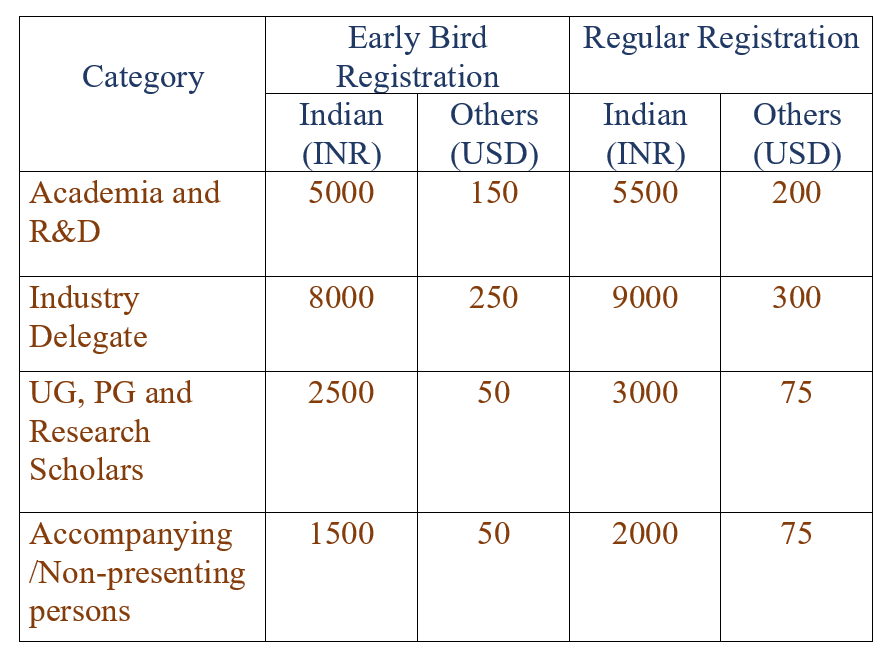 Category
Early Bird
Registration
Regular Registration
Indian
(INR)
Others
(USD)
Indian
(INR)
Others
(USD)
Academia and
R&D
5000
150
5500
200
Industry
Delegate
8000
250
9000
300
UG, PG and
Research
Scholars
2500
50
3000
75
Accompanying
/Non-presenting
persons
1500
50
2000
75